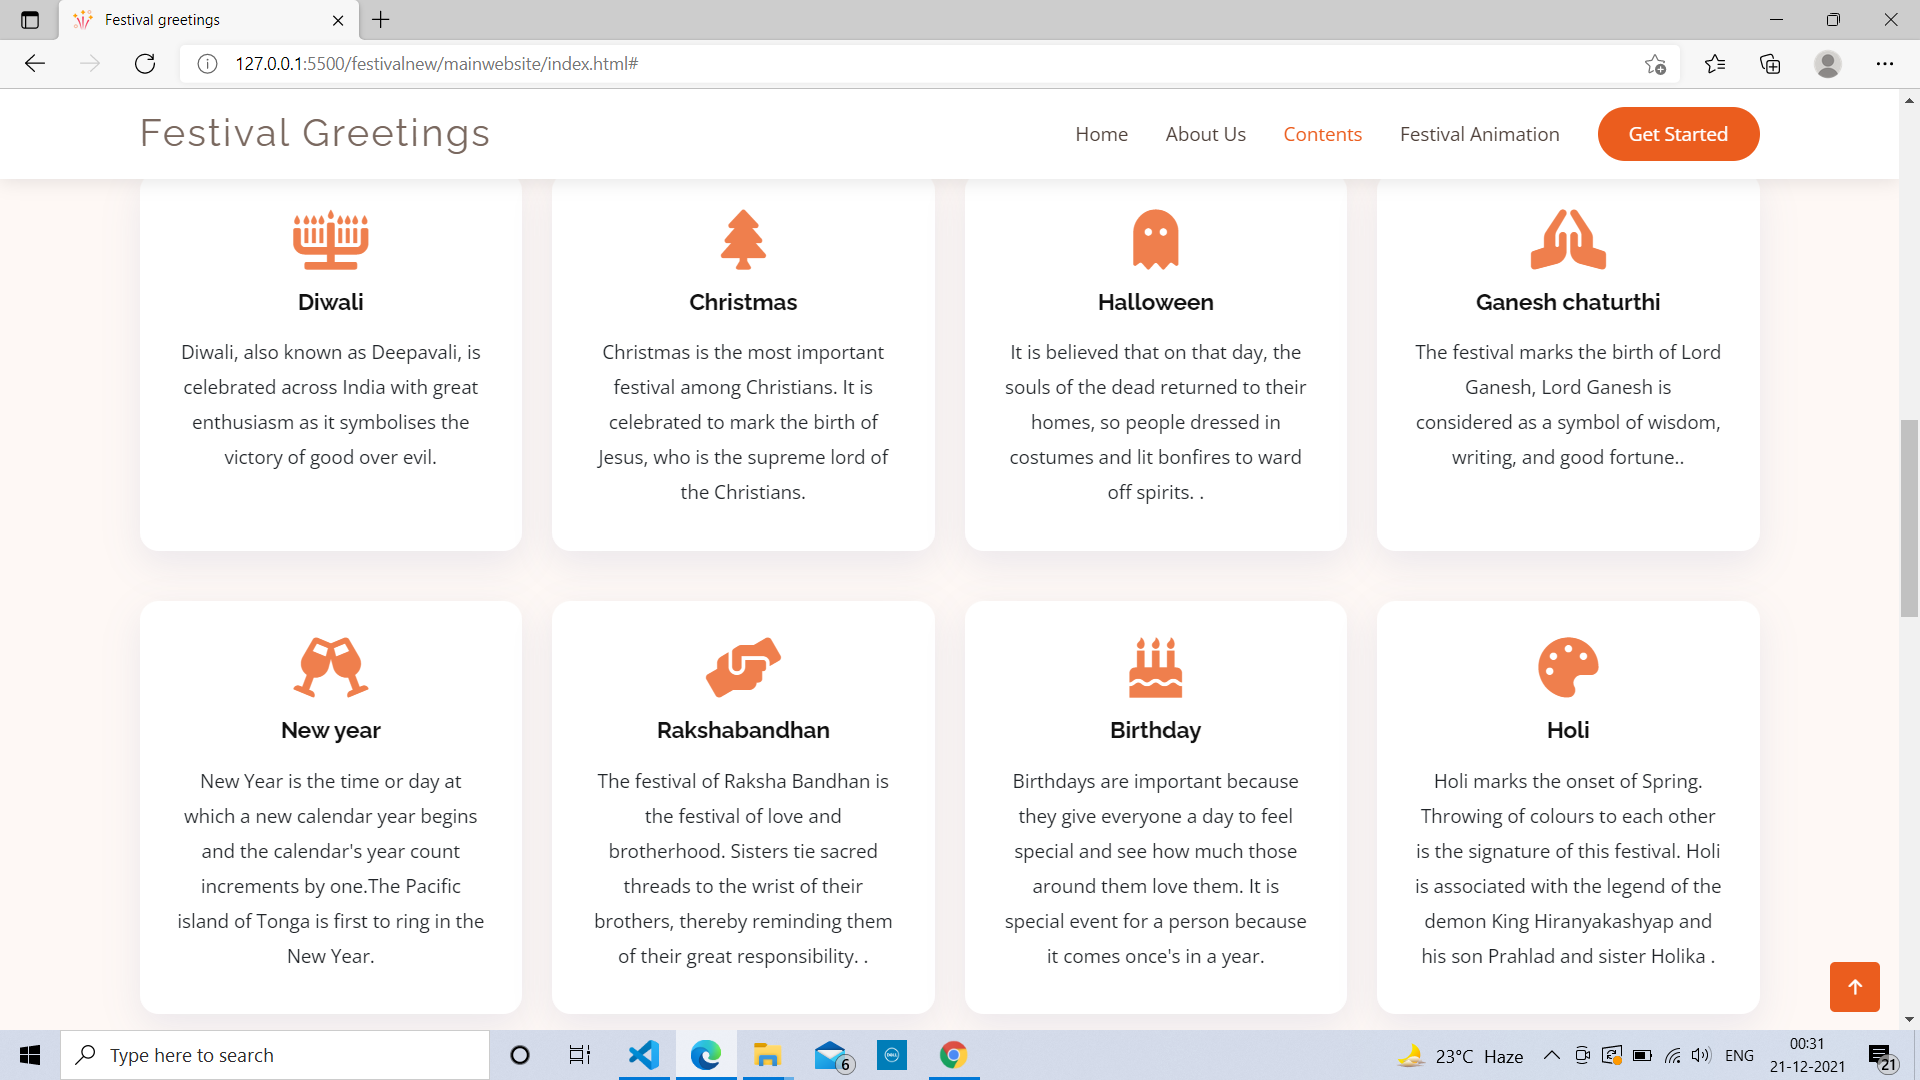 Festival greetings
127.0.0.1:5500/festivalnew/mainwebsite/index.html#
Festival Greetings
Home
About Us
Contents
Festival Animation
Get Started
Diwali
Diwali, also known as Deepavali, is
celebrated across India with great
enthusiasm as it symbolises the
victory of good over evil.
Christmas
Christmas is the most important
festival among Christians. It is
celebrated to mark the birth of
Jesus, who is the supreme lord of
the Christians.
Halloween
It is believed that on that day, the
souls of the dead returned to their
homes, so people dressed in
costumes and lit bonfires to ward
off spirits. .
Ganesh chaturthi
The festival marks the birth of Lord
Ganesh, Lord Ganesh is
considered as a symbol of wisdom,
writing, and good fortune..
New year
New Year is the time or day at
which a new calendar year begins
and the calendar's year count
increments by one.The Pacific
island of Tonga is first to ring in the
New Year.
Rakshabandhan
The festival of Raksha Bandhan is
the festival of love and
brotherhood. Sisters tie sacred
threads to the wrist of their
brothers, thereby reminding them
of their great responsibility. .
Birthday
Birthdays are important because
they give everyone a day to feel
special and see how much those
around them love them. It is
special event for a person because
it comes once's in a year.
Holi
Holi marks the onset of Spring.
Throwing of colours to each other
is the signature of this festival. Holi
is associated with the legend of the
demon King Hiranyakashyap and
his son Prahlad and sister Holika .
Type here to search
6
DELL
23°C Haze
ENG
00:31
21-12-2021
21